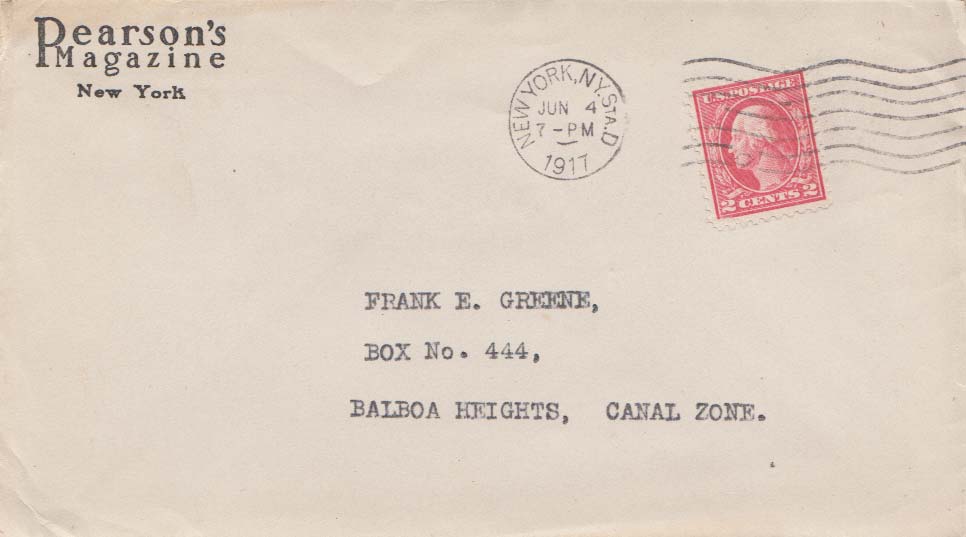 Pearson's
Magazine
New York
NEW YORK, N.Y. STA.D
JUN 4
7-PM
1917
U.S. POSTAGE
2 CENTS 2
FRANK E. GREENE,
BOX No. 444,
BALBOA HEIGHTS, CANAL ZONE.